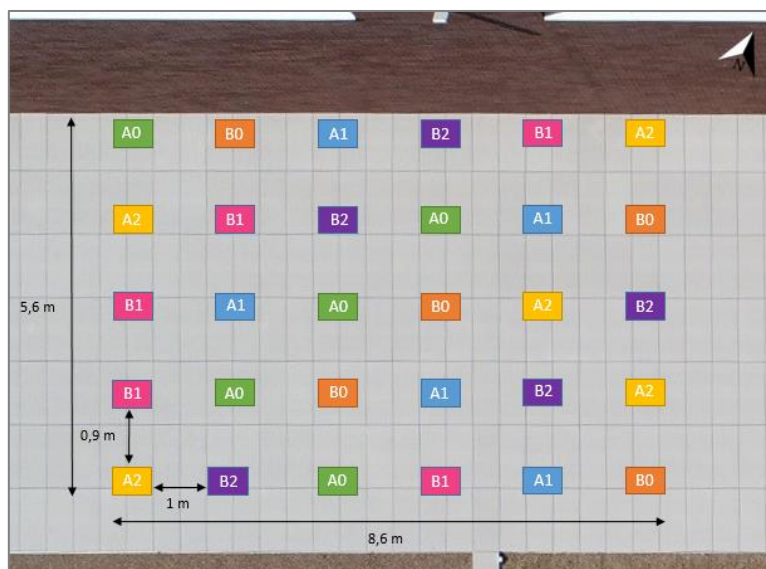 N
A0 B0 A1 B2 B1 A2
A2 B1 B2 A0 A1 B0
5,6 m
B1 A1 A0 B0 A2 B2
B1 A0 B0 A1 B2 A2
0,9 m
A2 B2 A0 B1 A1 B0
1 m
8,6 m